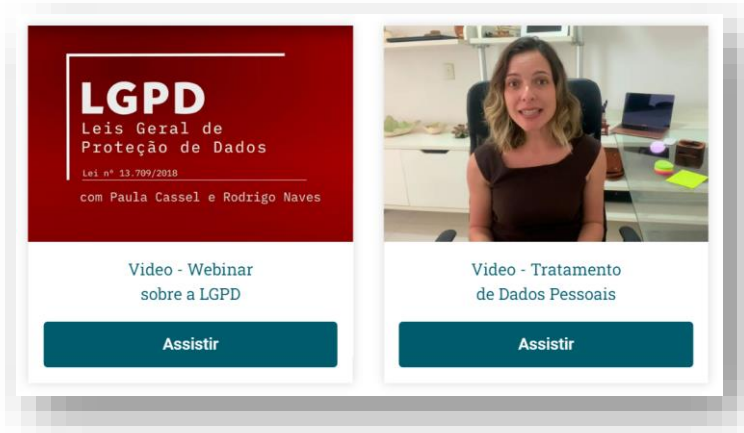 LGPD
Leis Geral de
Proteção de Dados
Lei nº 13.709/2018
com Paula Cassel e Rodrigo Naves
Video - Webinar
sobre a LGPD
Assistir
Video - Tratamento
de Dados Pessoais
Assistir